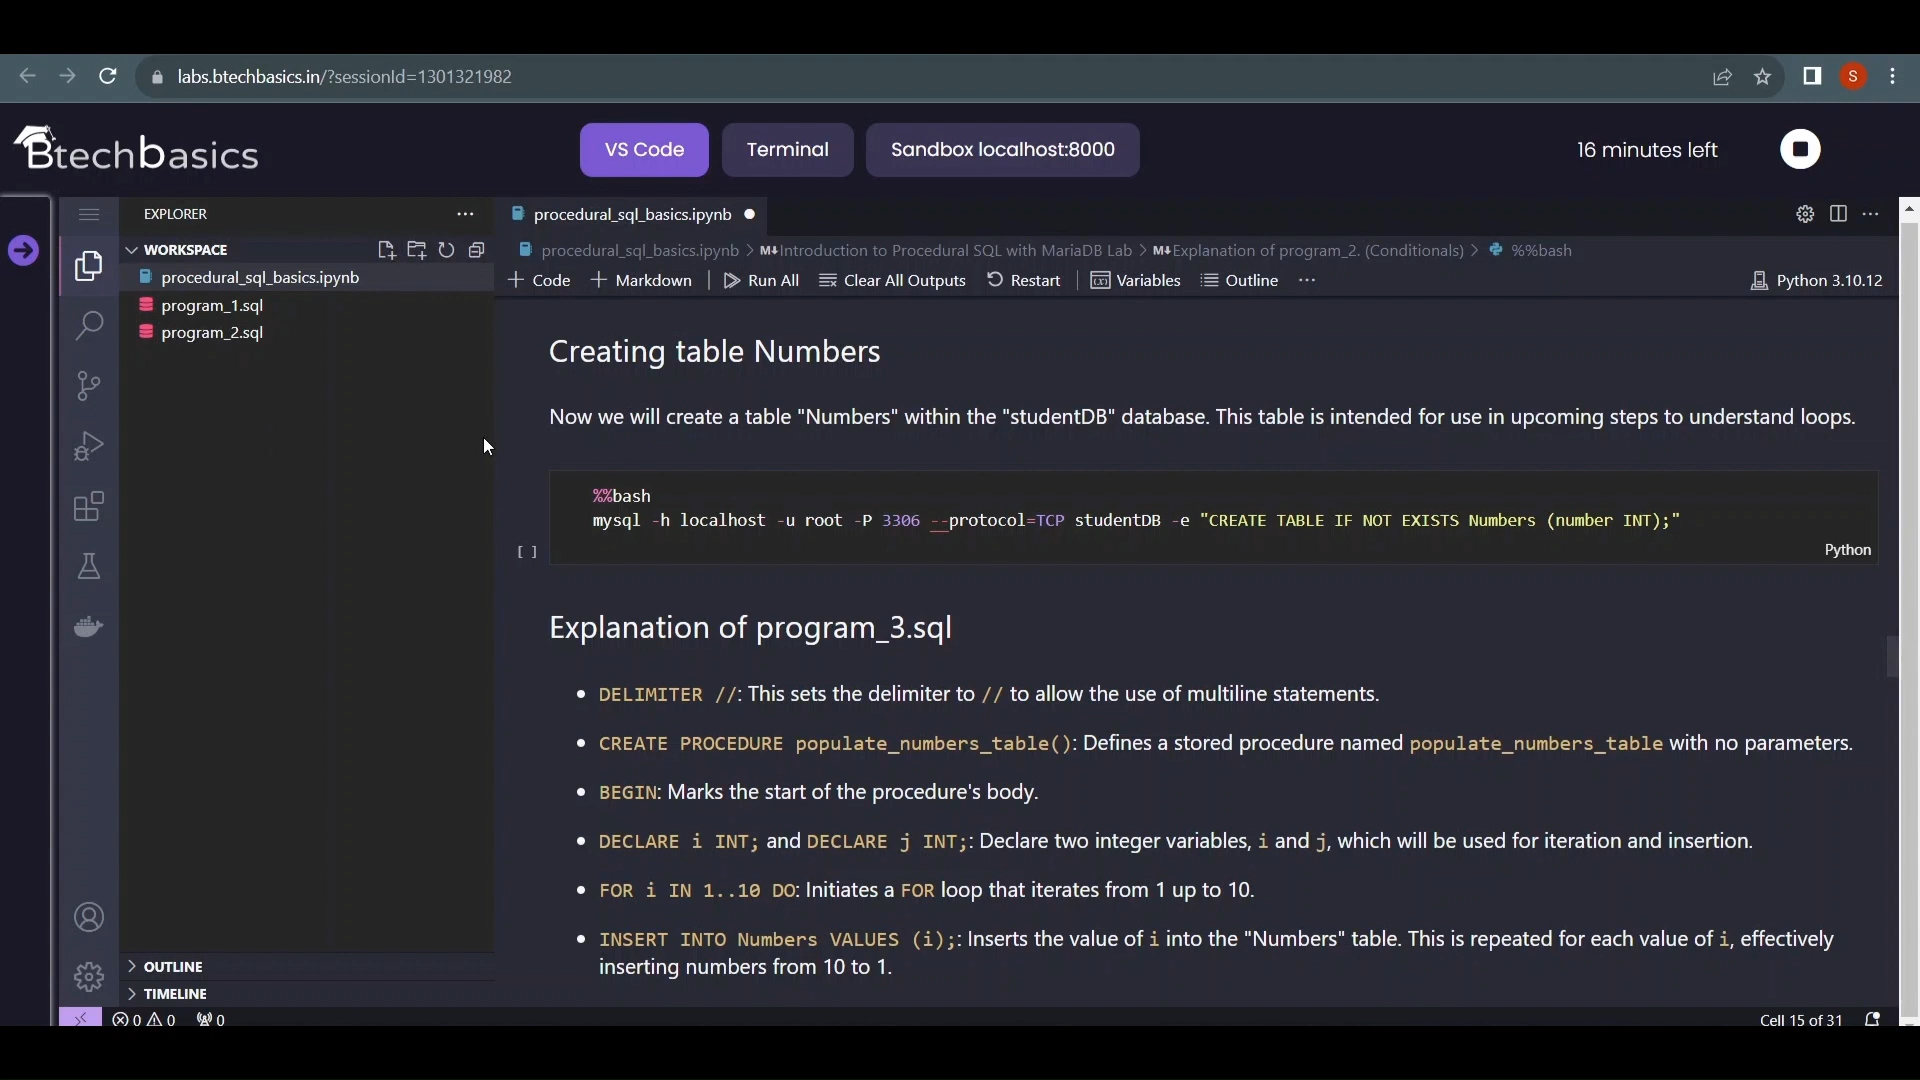 labs.btechbasics.in/?sessionId=1301321982
S
Btechbasics
VS Code
Terminal
Sandbox localhost:8000
16 minutes left
EXPLORER
procedural_sql_basics.ipynb
WORKSPACE
procedural_sql_basics.ipynb > M↓Introduction to Procedural SQL with MariaDB Lab > M↓Explanation of program_2. (Conditionals) > %%bash
procedural_sql_basics.ipynb
program_1.sql
program_2.sql
+ Code + Markdown | Run All Clear All Outputs Restart | Variables Outline ...
Python 3.10.12
Creating table Numbers
Now we will create a table "Numbers" within the "studentDB" database. This table is intended for use in upcoming steps to understand loops.
%%bash
mysql -h localhost -u root -P 3306 --protocol=TCP studentDB -e "CREATE TABLE IF NOT EXISTS Numbers (number INT);"
[ ]
Python
Explanation of program_3.sql
• DELIMITER //: This sets the delimiter to // to allow the use of multiline statements.
• CREATE PROCEDURE populate_numbers_table(): Defines a stored procedure named populate_numbers_table with no parameters.
• BEGIN: Marks the start of the procedure's body.
• DECLARE i INT; and DECLARE j INT;: Declare two integer variables, i and j, which will be used for iteration and insertion.
• FOR i IN 1..10 DO: Initiates a FOR loop that iterates from 1 up to 10.
• INSERT INTO Numbers VALUES (i);: Inserts the value of i into the "Numbers" table. This is repeated for each value of i, effectively
inserting numbers from 10 to 1.
OUTLINE
TIMELINE
0 0 0
Cell 15 of 31